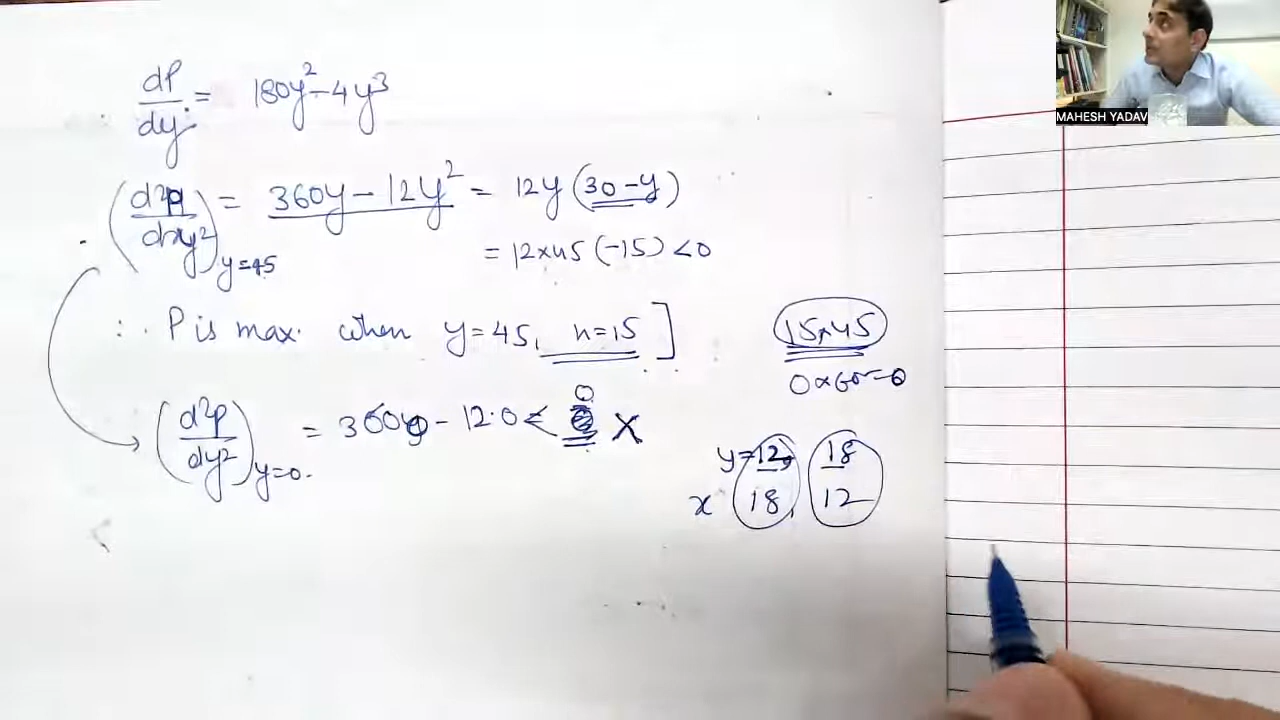 dP/dy = 180y² - 4y³
(d²P/dy²)y=45 = 360y - 12y² = 12y (30 - y)
= 12×45 (-15) < 0
∴ P is max. when y = 45, x = 15 ]
15×45
0×60=0
(d²P/dy²)y=0. = 360 - 12·0 < 0 X
y=12, 18
x 18, 12
MAHESH YADAV